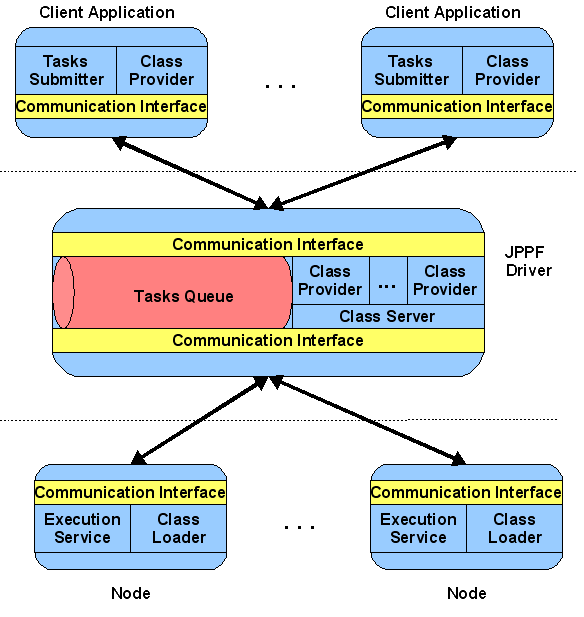 Client Application
Client Application
Tasks
Submitter
Class
Provider
Communication Interface
. . .
Tasks
Submitter
Class
Provider
Communication Interface
Communication Interface
Tasks Queue
Class
Provider
...
Class
Provider
Class Server
Communication Interface
JPPF
Driver
Communication Interface
Execution
Service
Class
Loader
Node
. . .
Communication Interface
Execution
Service
Class
Loader
Node